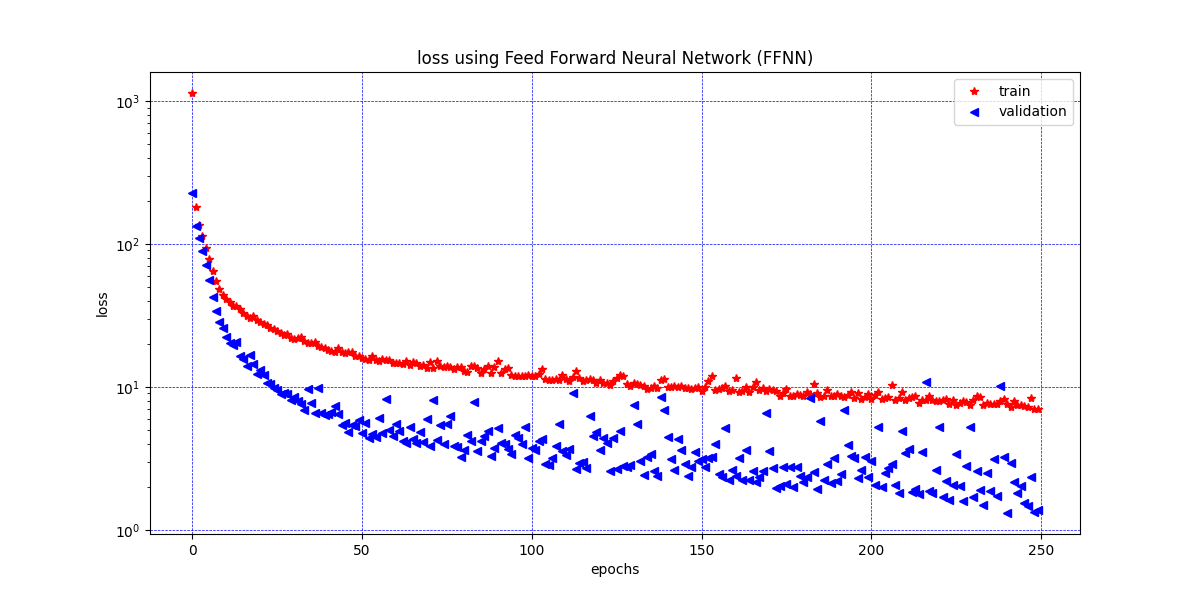 loss using Feed Forward Neural Network (FFNN)
train
validation
10³
10²
10¹
10⁰
loss
0 50 100 150 200 250
epochs